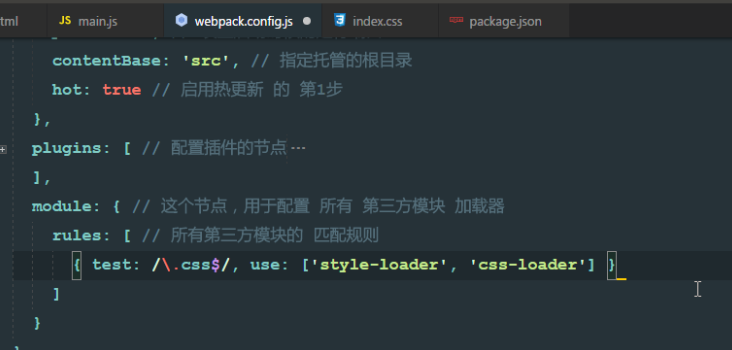 tml main.js webpack.config.js index.css package.json
contentBase: 'src', // 指定托管的根目录
hot: true // 启用热更新 的 第1步
},
plugins: [ // 配置插件的节点 ···
],
module: { // 这个节点，用于配置 所有 第三方模块 加载器
rules: [ // 所有第三方模块的 匹配规则
{ test: /\.css$/, use: ['style-loader', 'css-loader'] }
]
}